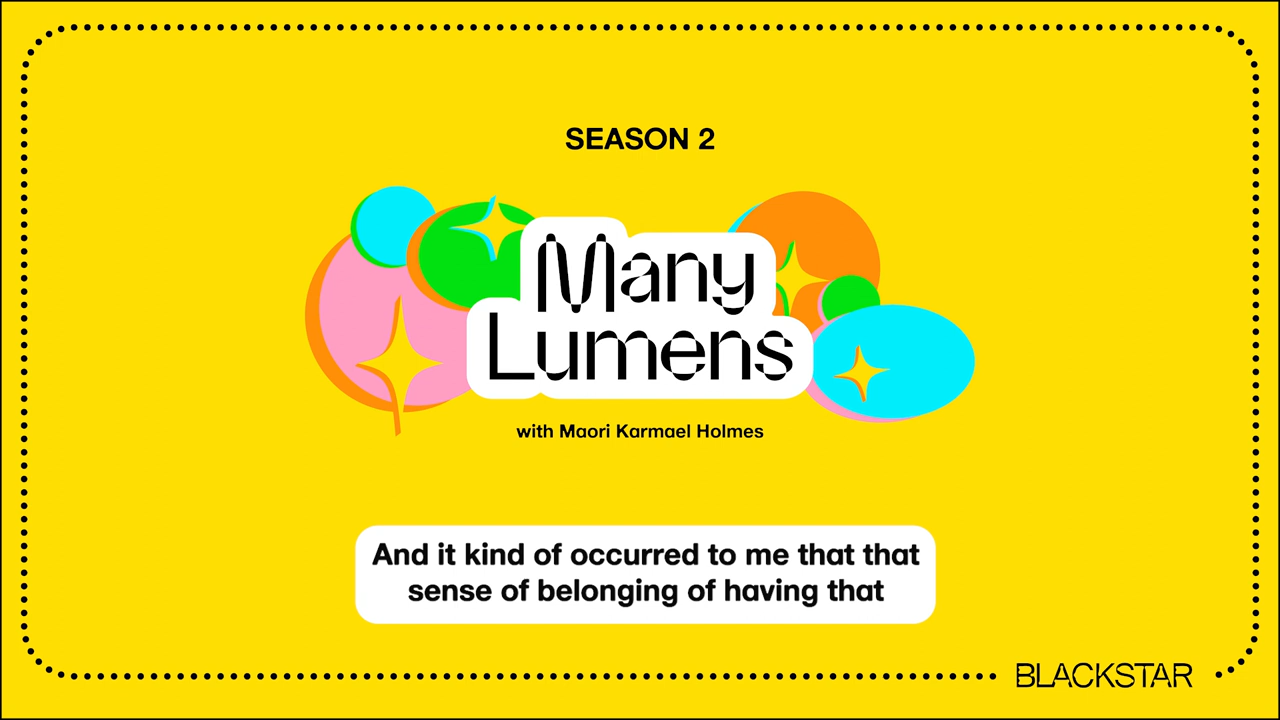 SEASON 2
Many
Lumens
with Maori Karmael Holmes
And it kind of occurred to me that that
sense of belonging of having that
BLACKSTAR